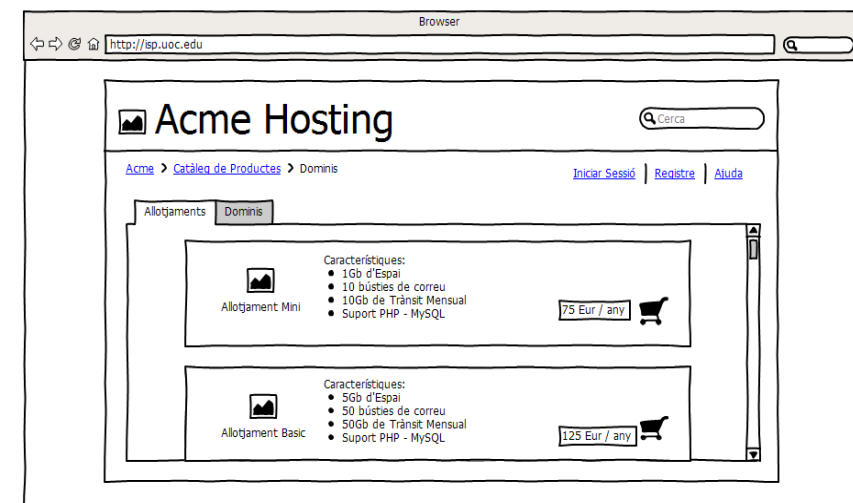 Browser
http://isp.uoc.edu
Acme Hosting
Cerca
Acme > Catàleg de Productes > Dominis
Iniciar Sessió | Registre | Ajuda
Allotjaments Dominis
Característiques:
• 1Gb d'Espai
• 10 bústies de correu
• 10Gb de Trànsit Mensual
• Suport PHP - MySQL
Allotjament Mini
75 Eur / any
Característiques:
• 5Gb d'Espai
• 50 bústies de correu
• 50Gb de Trànsit Mensual
• Suport PHP - MySQL
Allotjament Basic
125 Eur / any